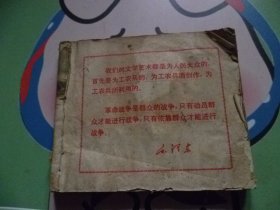 我们的文学艺术都是为人民大众的,
首先是为工农兵的,为工农兵而创作,为
工农兵所利用的。
革命战争是群众的战争,只有动员群
众才能进行战争,只有依靠群众才能进行
战争。
毛泽东